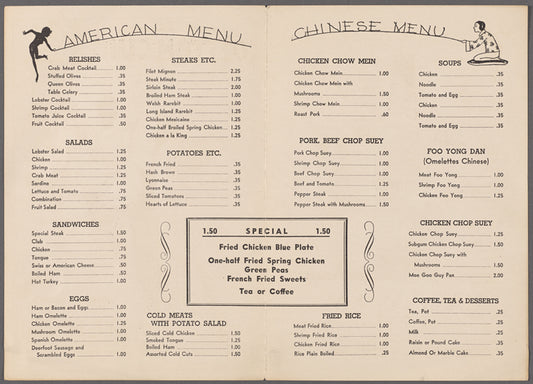 AMERICAN MENU
RELISHES
Crab Meat Cocktail 1.00
Stuffed Olives .35
Queen Olives .35
Table Celery .35
Lobster Cocktail 1.00
Shrimp Cocktail 1.00
Tomato Juice Cocktail .35
Fruit Cocktail .50
SALADS
Lobster Salad 1.25
Chicken 1.00
Shrimp 1.25
Crab Meat 1.25
Sardine 1.00
Lettuce and Tomato .75
Combination .75
Fruit Salad .75
SANDWICHES
Special Steak 1.50
Club 1.00
Chicken .75
Tongue .75
Swiss or American Cheese .50
Boiled Ham .50
Hot Turkey 1.00
EGGS
Ham or Bacon and Eggs 1.00
Ham Omelette 1.00
Chicken Omelette 1.25
Mushroom Omelette 1.00
Spanish Omelette 1.00
Deerfoot Sausage and
Scrambled Eggs 1.00
STEAKS ETC.
Filet Mignon 2.25
Steak Minute 1.75
Sirloin Steak 2.00
Broiled Ham Steak 1.00
Welsh Rarebit 1.00
Long Island Rarebit 1.25
Chicken Mexicaine 1.25
One-half Broiled Spring Chicken 1.25
Chicken a la King 1.25
POTATOES ETC.
French Fried .35
Hash Brown .35
Lyonnaise .35
Green Peas .35
Sliced Tomatoes .35
Hearts of Lettuce .35
1.50 SPECIAL 1.50
Fried Chicken Blue Plate
One-half Fried Spring Chicken
Green Peas
French Fried Sweets
Tea or Coffee
COLD MEATS
WITH POTATO SALAD
Sliced Cold Chicken 1.50
Smoked Tongue 1.25
Boiled Ham 1.00
Assorted Cold Cuts 1.50
CHINESE MENU
CHICKEN CHOW MEIN
Chicken Chow Mein 1.00
Chicken Chow Mein with
Mushrooms 1.50
Shrimp Chow Mein 1.00
Roast Pork .60
PORK, BEEF CHOP SUEY
Pork Chop Suey 1.00
Shrimp Chop Suey 1.00
Beef Chop Suey 1.00
Beef and Tomato 1.25
Pepper Steak 1.00
Pepper Steak with Mushrooms 1.50
FRIED RICE
Meat Fried Rice 1.00
Shrimp Fried Rice 1.00
Chicken Fried Rice 1.00
Rice Plain Boiled .25
SOUPS
Chicken .35
Noodle .35
Tomato and Egg .35
Chicken .35
Noodle .35
Tomato and Egg .35
FOO YONG DAN
(Omelettes Chinese)
Meat Foo Yong 1.00
Shrimp Foo Yong 1.00
Chicken Foo Yong 1.25
CHICKEN CHOP SUEY
Chicken Chop Suey 1.25
Subgum Chicken Chop Suey 1.50
Chicken Chop Suey with
Mushrooms 1.50
Moo Goo Guy Pan 2.00
COFFEE, TEA & DESSERTS
Tea, Pot .25
Coffee, Pot .25
Milk .25
Raisin or Pound Cake .35
Almond Or Marble Cake .35